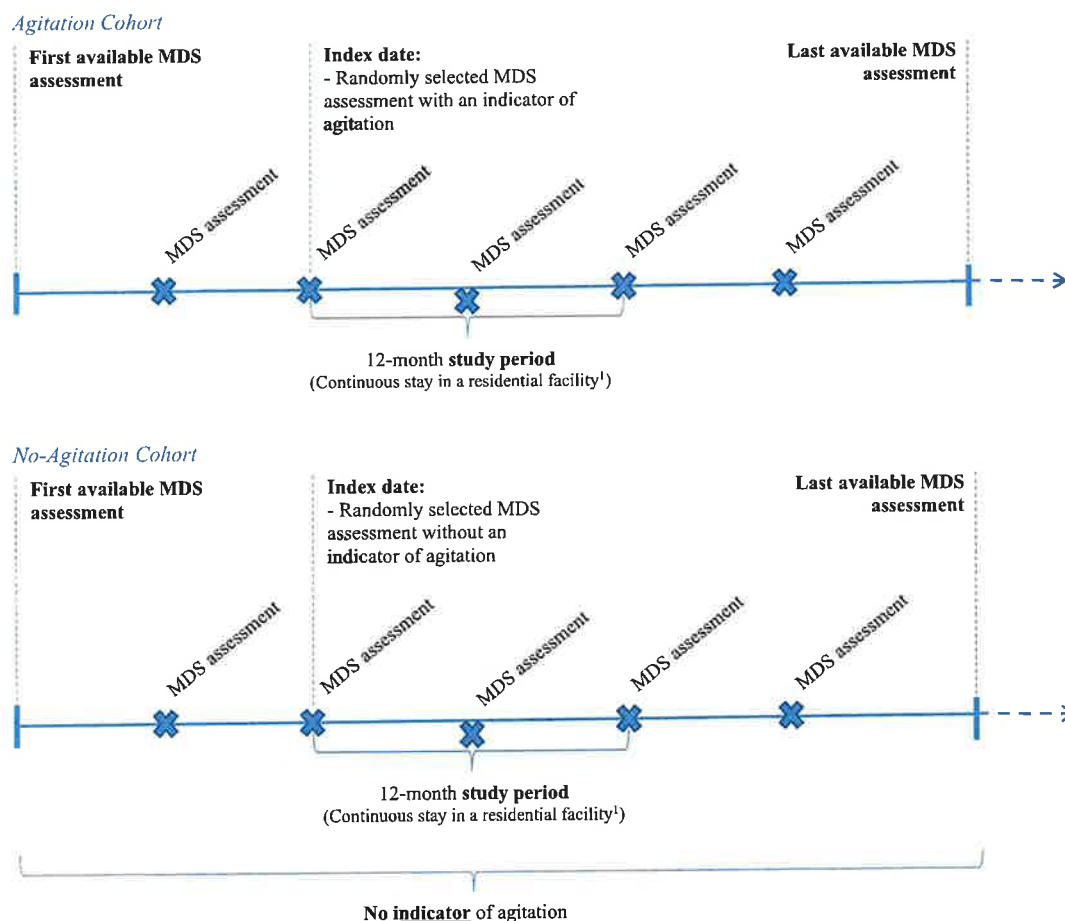 Agitation Cohort
First available MDS
assessment
Index date:
- Randomly selected MDS
assessment with an indicator of
agitation
Last available MDS
assessment
MDS assessment
MDS assessment
MDS assessment
MDS assessment
MDS assessment
12-month study period
(Continuous stay in a residential facility¹)
No-Agitation Cohort
First available MDS
assessment
Index date:
- Randomly selected MDS
assessment without an
indicator of agitation
Last available MDS
assessment
MDS assessment
MDS assessment
MDS assessment
MDS assessment
MDS assessment
12-month study period
(Continuous stay in a residential facility¹)
No indicator of agitation